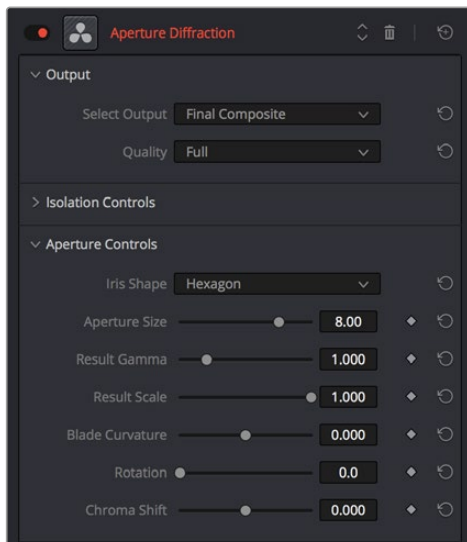 Aperture Diffraction
Output
Select Output Final Composite
Quality Full
Isolation Controls
Aperture Controls
Iris Shape Hexagon
Aperture Size 8.00
Result Gamma 1.000
Result Scale 1.000
Blade Curvature 0.000
Rotation 0.0
Chroma Shift 0.000